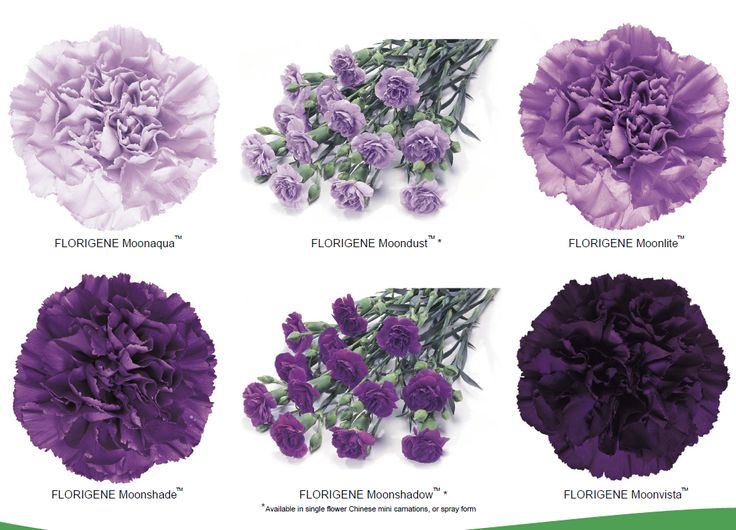 FLORIGENE Moonaqua™
FLORIGENE Moondust™ *
FLORIGENE Moonlite™
FLORIGENE Moonshade™
FLORIGENE Moonshadow™ *
FLORIGENE Moonvista™
*Available in single flower Chinese mini carnations, or spray form